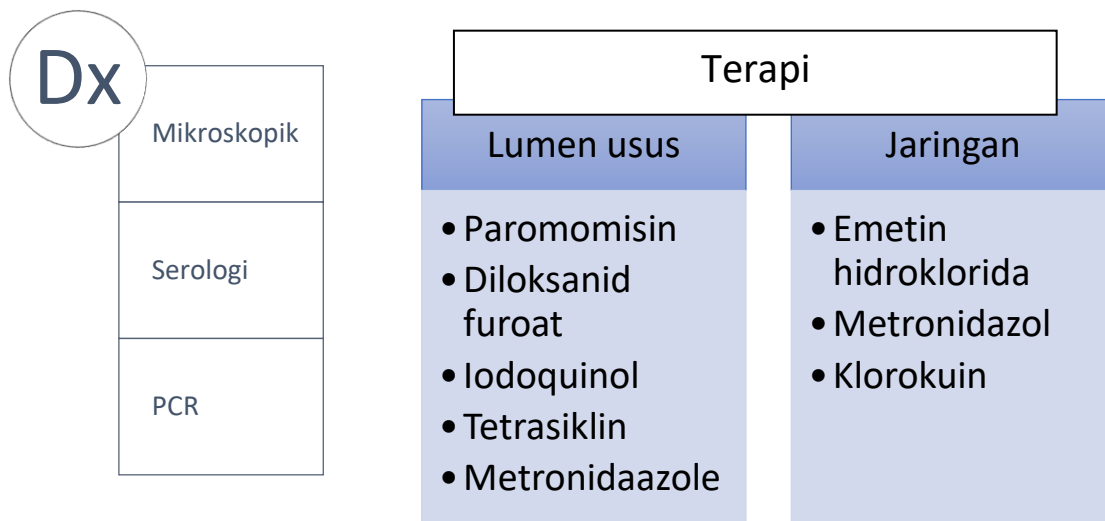 Dx
Mikroskopik
Serologi
PCR
Terapi
Lumen usus
• Paromomisin
• Diloksanid
furoat
• Iodoquinol
• Tetrasiklin
• Metronidaazole
Jaringan
• Emetin
hidroklorida
• Metronidazol
• Klorokuin